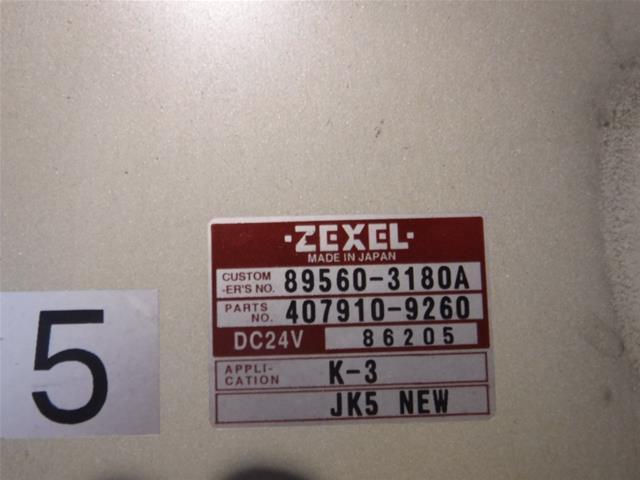 ·ZEXEL·
MADE IN JAPAN
CUSTOM -ER'S NO. 89560-3180A
PARTS NO. 407910-9260
DC24V 86205
APPLI- CATION K-3
JK5 NEW
5